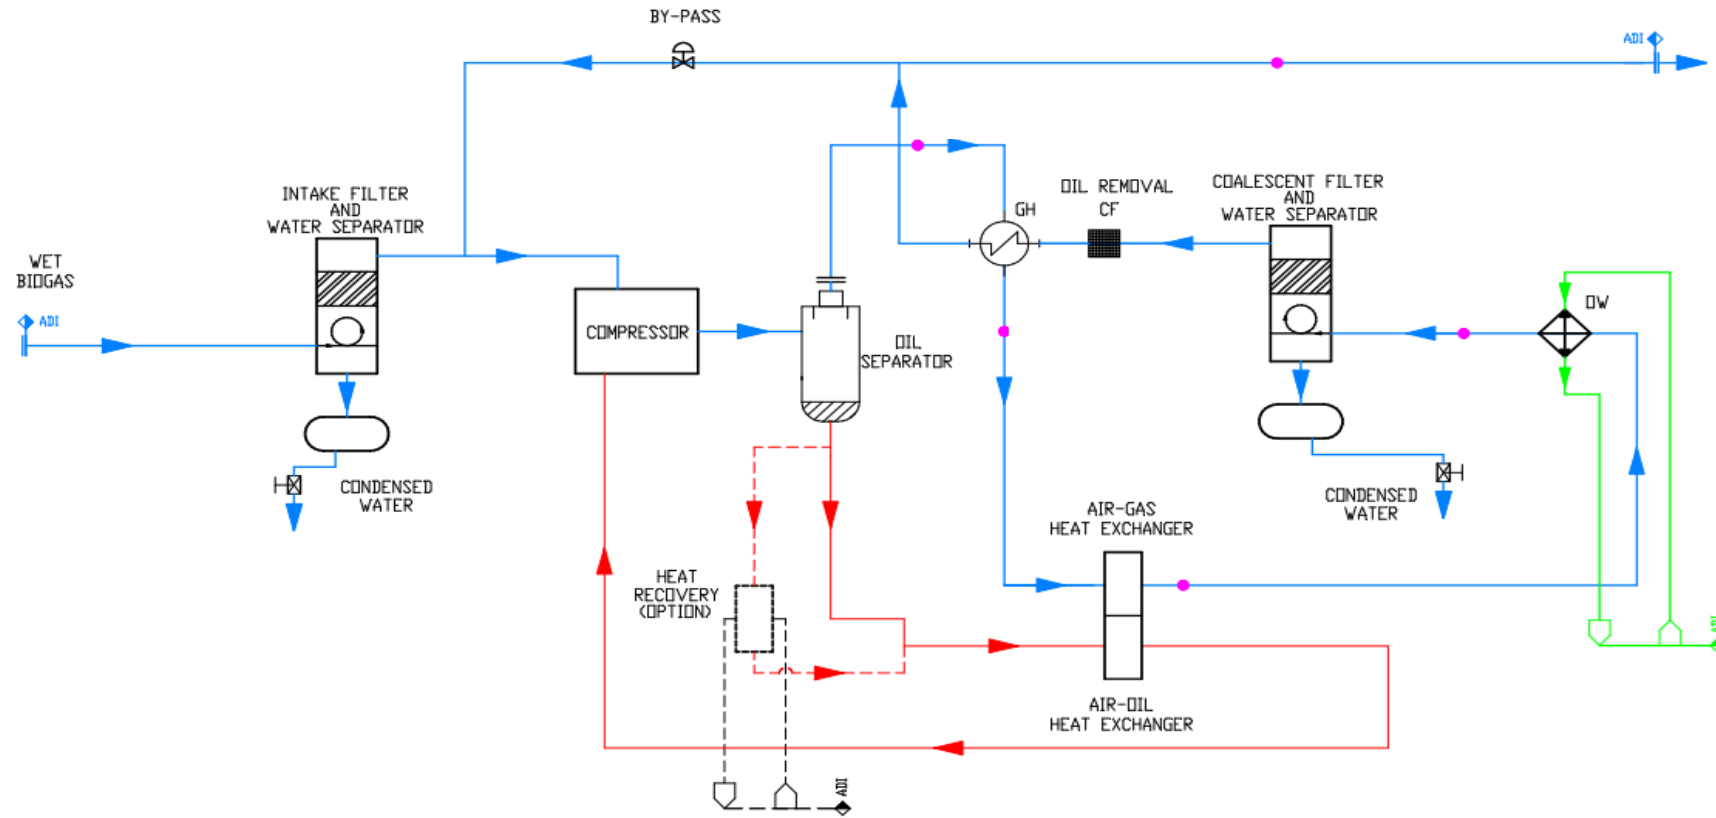 BY-PASS
ADI
INTAKE FILTER
AND
WATER SEPARATOR
WET
BIOGAS
ADI
COMPRESSOR
OIL
SEPARATOR
GH
OIL REMOVAL
CF
COALESCENT FILTER
AND
WATER SEPARATOR
OW
CONDENSED
WATER
CONDENSED
WATER
AIR-GAS
HEAT EXCHANGER
HEAT
RECOVERY
(OPTION)
AIR-OIL
HEAT EXCHANGER
ADI
ADI